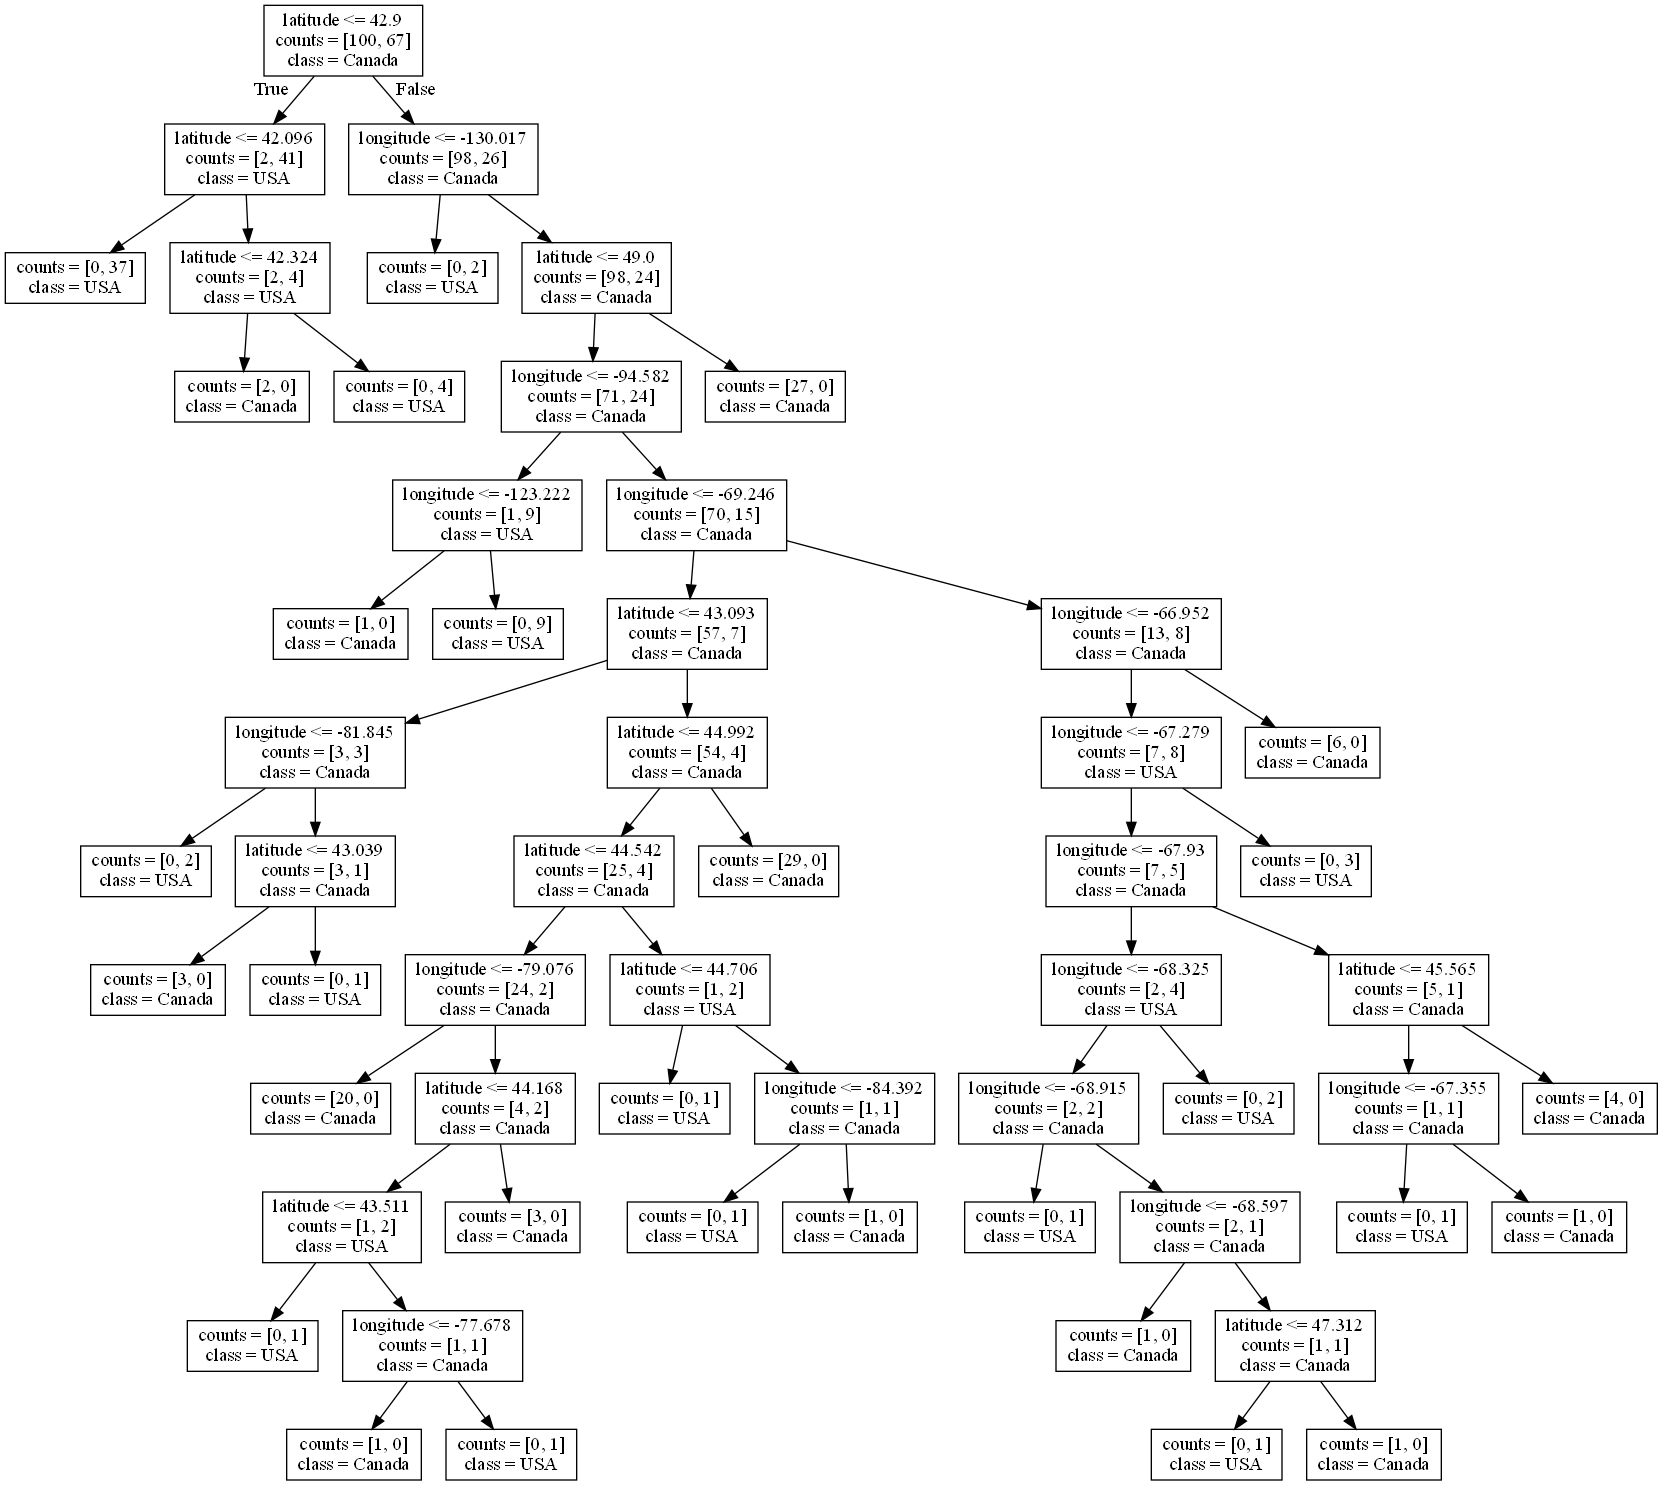 latitude <= 42.9
counts = [100, 67]
class = Canada
True
False
latitude <= 42.096
counts = [2, 41]
class = USA
longitude <= -130.017
counts = [98, 26]
class = Canada
counts = [0, 37]
class = USA
latitude <= 42.324
counts = [2, 4]
class = USA
counts = [0, 2]
class = USA
latitude <= 49.0
counts = [98, 24]
class = Canada
counts = [2, 0]
class = Canada
counts = [0, 4]
class = USA
longitude <= -94.582
counts = [71, 24]
class = Canada
counts = [27, 0]
class = Canada
longitude <= -123.222
counts = [1, 9]
class = USA
longitude <= -69.246
counts = [70, 15]
class = Canada
counts = [1, 0]
class = Canada
counts = [0, 9]
class = USA
latitude <= 43.093
counts = [57, 7]
class = Canada
longitude <= -66.952
counts = [13, 8]
class = Canada
longitude <= -81.845
counts = [3, 3]
class = Canada
latitude <= 44.992
counts = [54, 4]
class = Canada
longitude <= -67.279
counts = [7, 8]
class = USA
counts = [6, 0]
class = Canada
counts = [0, 2]
class = USA
latitude <= 43.039
counts = [3, 1]
class = Canada
latitude <= 44.542
counts = [25, 4]
class = Canada
counts = [29, 0]
class = Canada
longitude <= -67.93
counts = [7, 5]
class = Canada
counts = [0, 3]
class = USA
counts = [3, 0]
class = Canada
counts = [0, 1]
class = USA
longitude <= -79.076
counts = [24, 2]
class = Canada
latitude <= 44.706
counts = [1, 2]
class = USA
longitude <= -68.325
counts = [2, 4]
class = USA
latitude <= 45.565
counts = [5, 1]
class = Canada
counts = [20, 0]
class = Canada
latitude <= 44.168
counts = [4, 2]
class = Canada
counts = [0, 1]
class = USA
longitude <= -84.392
counts = [1, 1]
class = Canada
longitude <= -68.915
counts = [2, 2]
class = Canada
counts = [0, 2]
class = USA
longitude <= -67.355
counts = [1, 1]
class = Canada
counts = [4, 0]
class = Canada
latitude <= 43.511
counts = [1, 2]
class = USA
counts = [3, 0]
class = Canada
counts = [0, 1]
class = USA
counts = [1, 0]
class = Canada
counts = [0, 1]
class = USA
longitude <= -68.597
counts = [2, 1]
class = Canada
counts = [0, 1]
class = USA
counts = [1, 0]
class = Canada
counts = [0, 1]
class = USA
longitude <= -77.678
counts = [1, 1]
class = Canada
counts = [1, 0]
class = Canada
latitude <= 47.312
counts = [1, 1]
class = Canada
counts = [1, 0]
class = Canada
counts = [0, 1]
class = USA
counts = [0, 1]
class = USA
counts = [1, 0]
class = Canada